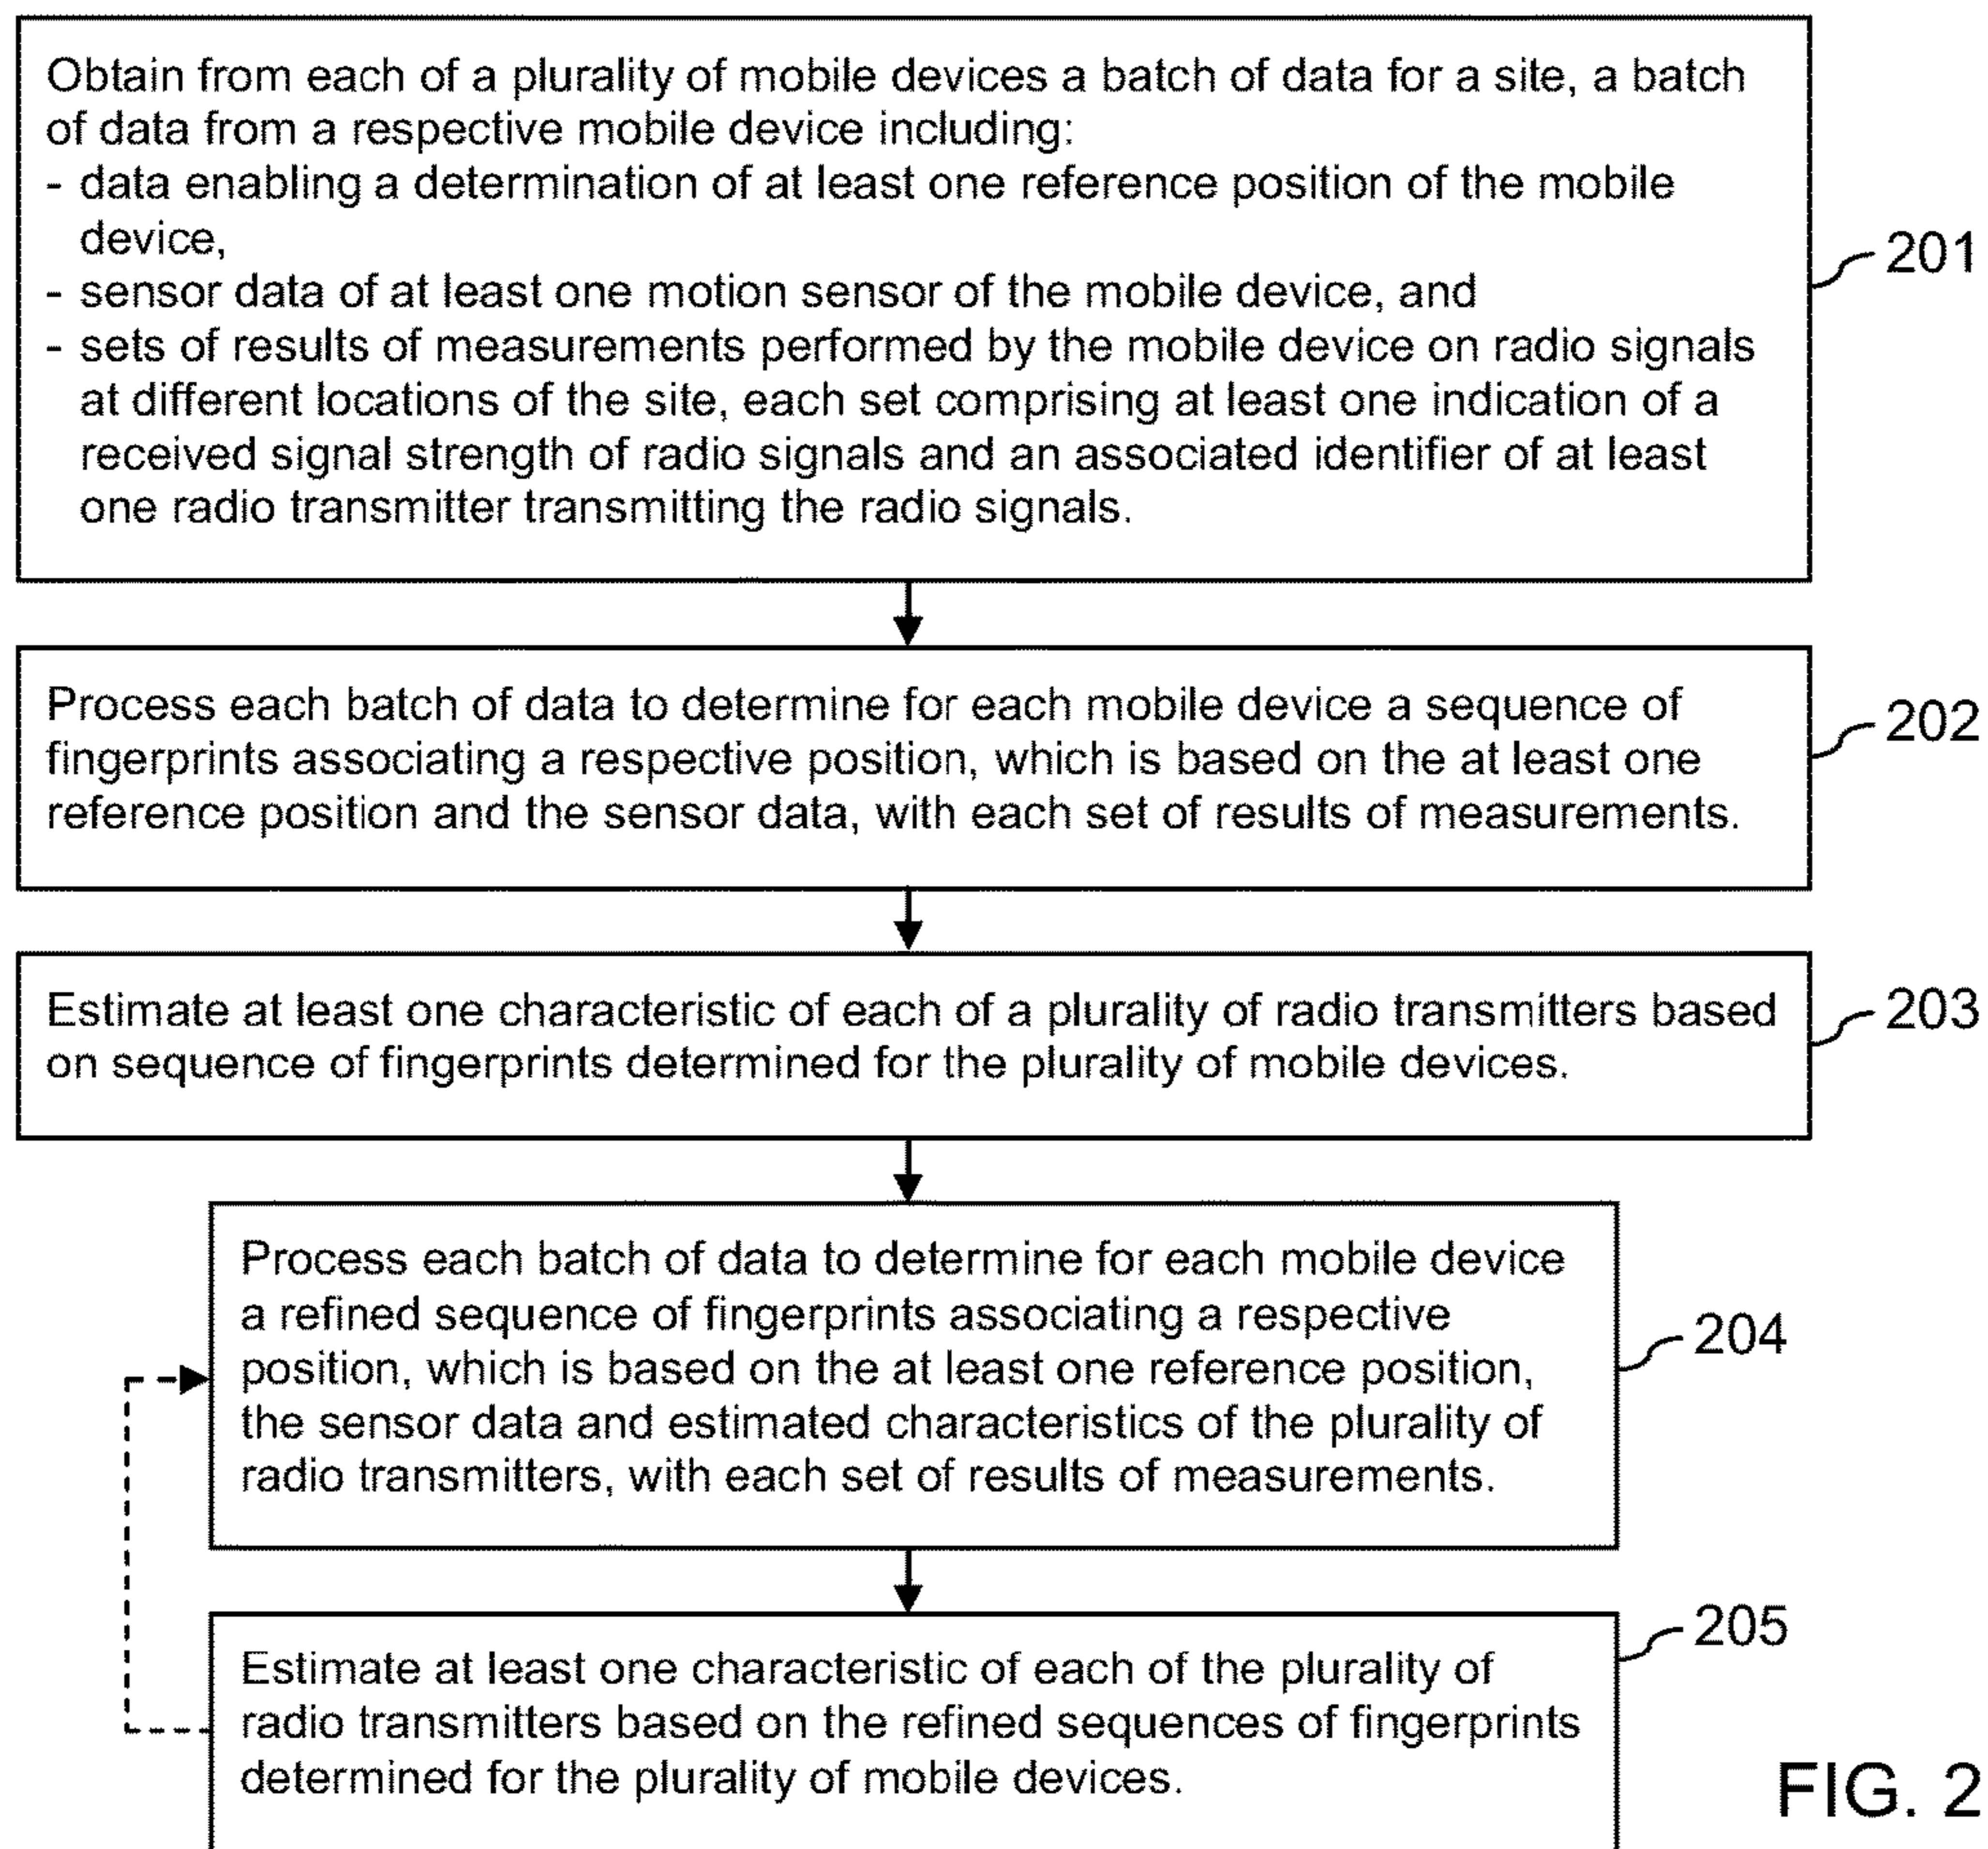 Obtain from each of a plurality of mobile devices a batch of data for a site, a batch
of data from a respective mobile device including:
- data enabling a determination of at least one reference position of the mobile
device,
- sensor data of at least one motion sensor of the mobile device, and
- sets of results of measurements performed by the mobile device on radio signals
at different locations of the site, each set comprising at least one indication of a
received signal strength of radio signals and an associated identifier of at least
one radio transmitter transmitting the radio signals.
201
Process each batch of data to determine for each mobile device a sequence of
fingerprints associating a respective position, which is based on the at least one
reference position and the sensor data, with each set of results of measurements.
202
Estimate at least one characteristic of each of a plurality of radio transmitters based
on sequence of fingerprints determined for the plurality of mobile devices.
203
Process each batch of data to determine for each mobile device
a refined sequence of fingerprints associating a respective
position, which is based on the at least one reference position,
the sensor data and estimated characteristics of the plurality of
radio transmitters, with each set of results of measurements.
204
Estimate at least one characteristic of each of the plurality of
radio transmitters based on the refined sequences of fingerprints
determined for the plurality of mobile devices.
205
FIG. 2